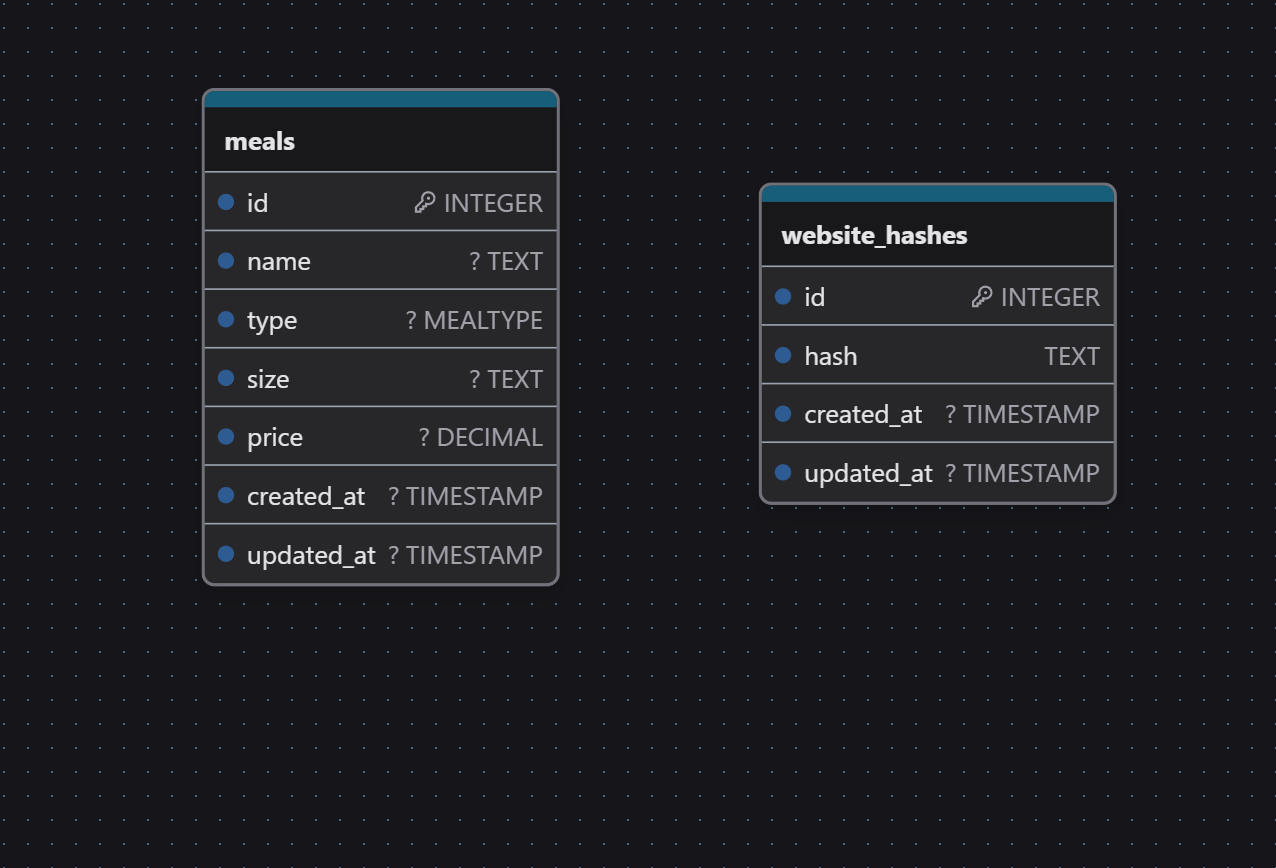 meals
id INTEGER
name ? TEXT
type ? MEALTYPE
size ? TEXT
price ? DECIMAL
created_at ? TIMESTAMP
updated_at ? TIMESTAMP
website_hashes
id INTEGER
hash TEXT
created_at ? TIMESTAMP
updated_at ? TIMESTAMP